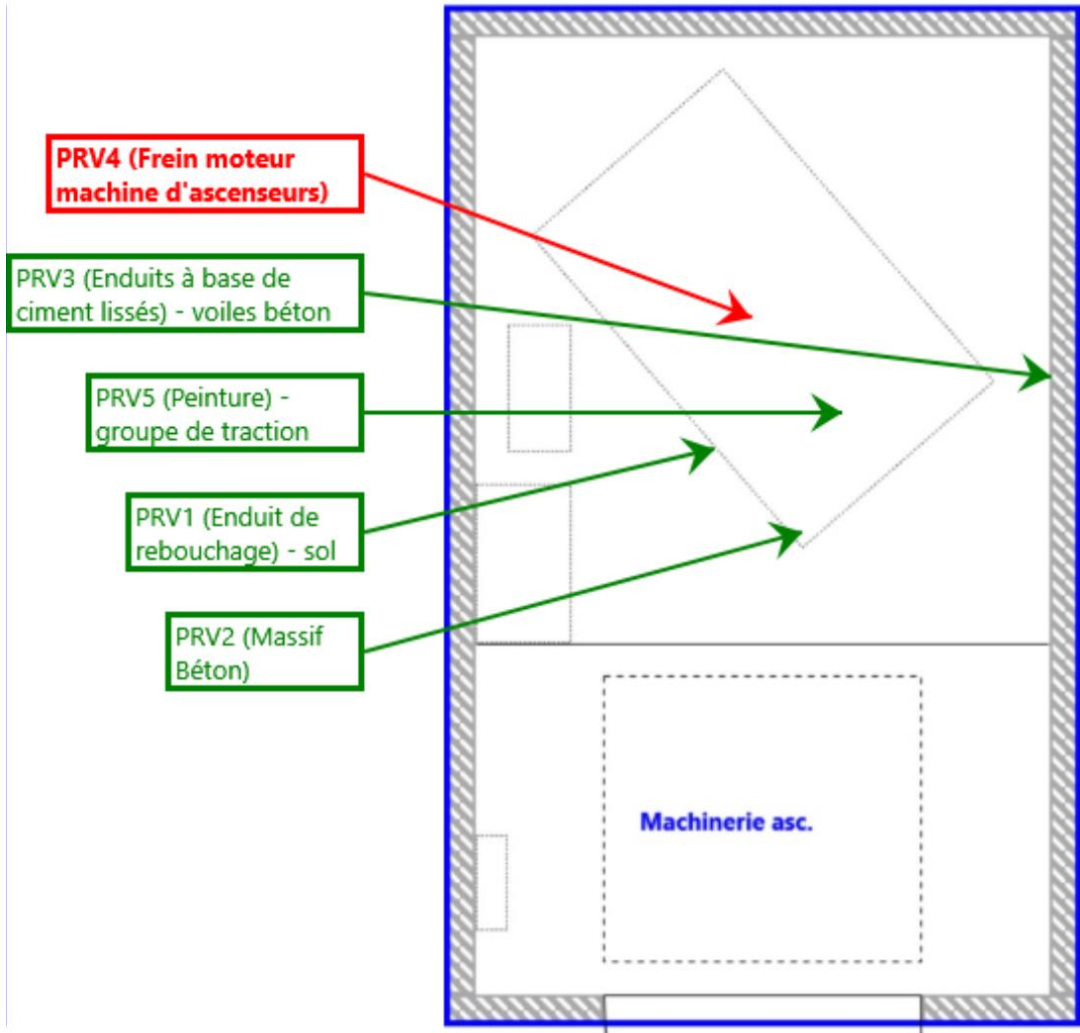 PRV4 (Frein moteur
machine d'ascenseurs)
PRV3 (Enduits à base de
ciment lissés) - voiles béton
PRV5 (Peinture) -
groupe de traction
PRV1 (Enduit de
rebouchage) - sol
PRV2 (Massif
Béton)
Machinerie asc.